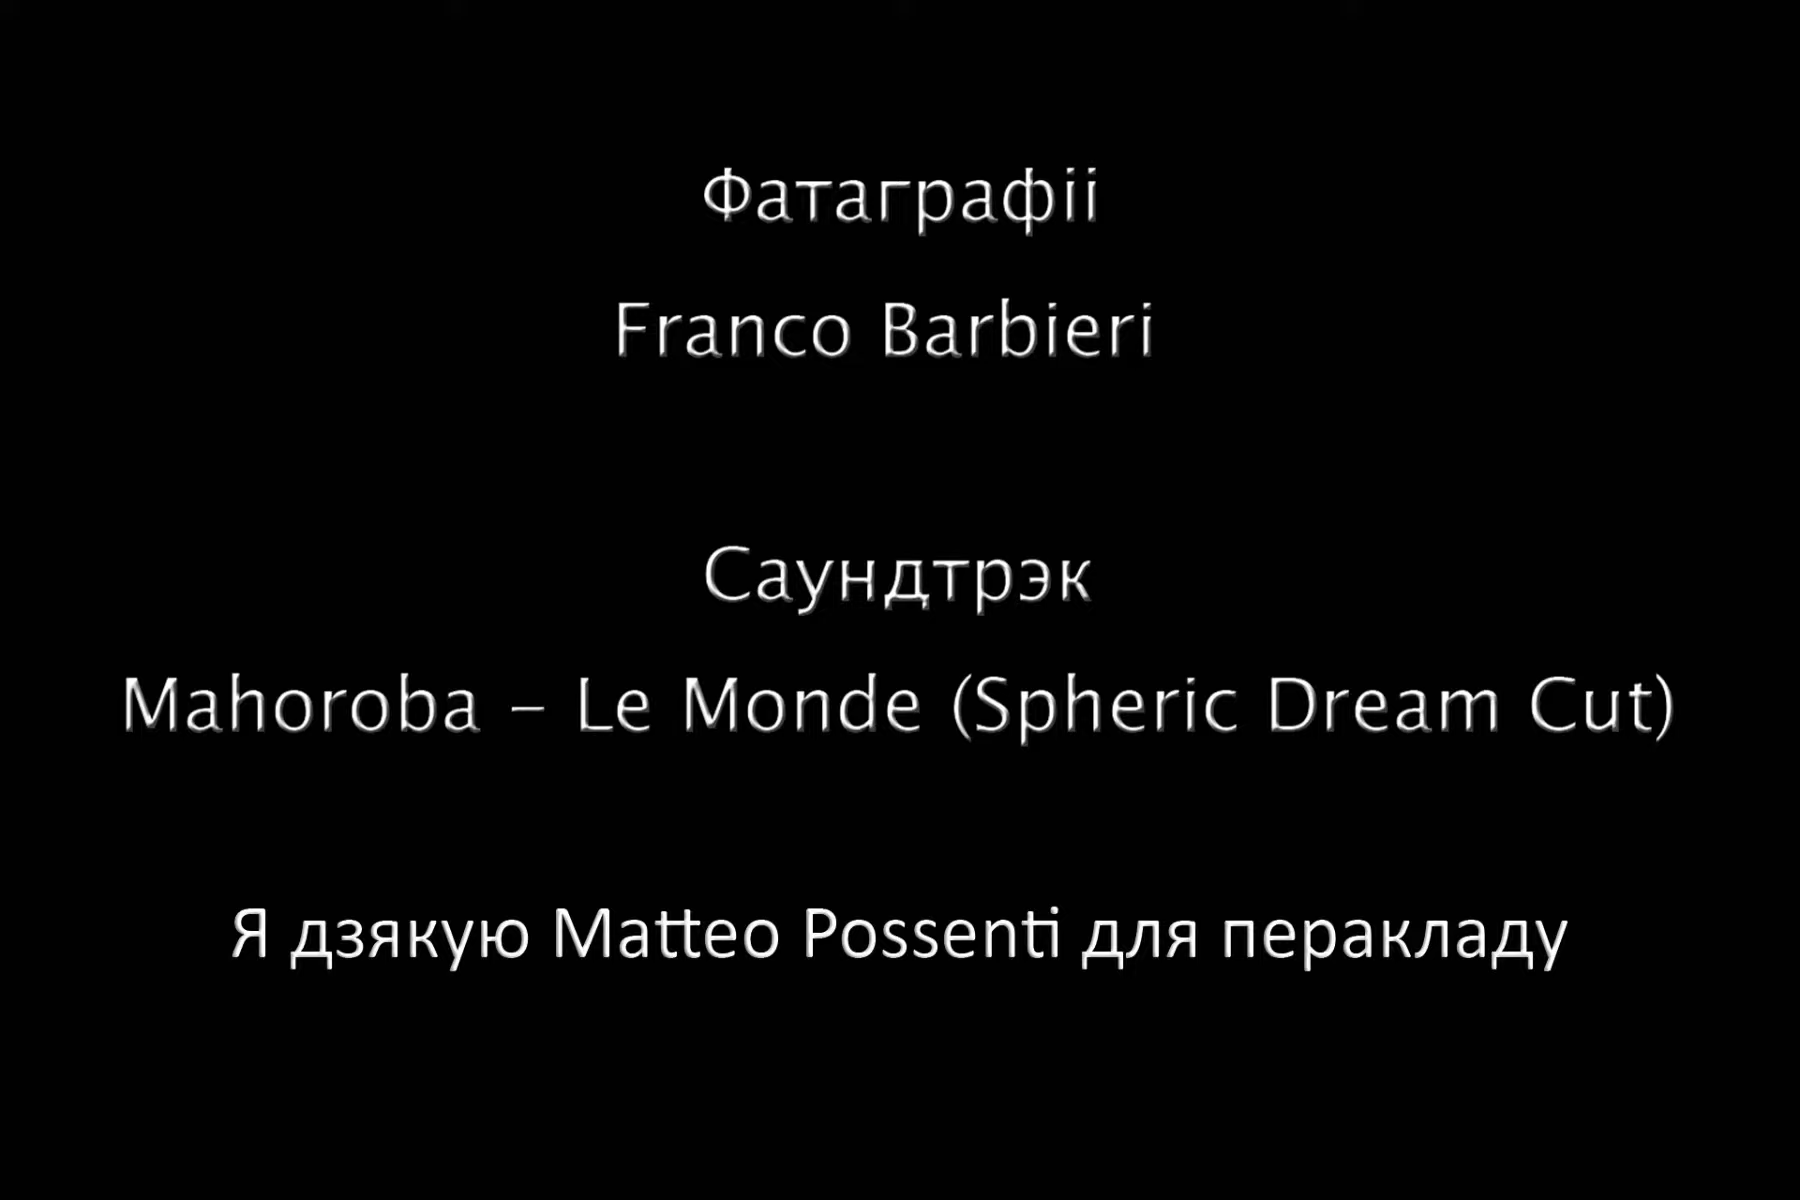 Фатаграфіі
Franco Barbieri
Саундтрэк
Mahoroba – Le Monde (Spheric Dream Cut)
Я дзякую Matteo Possenti для перакладу